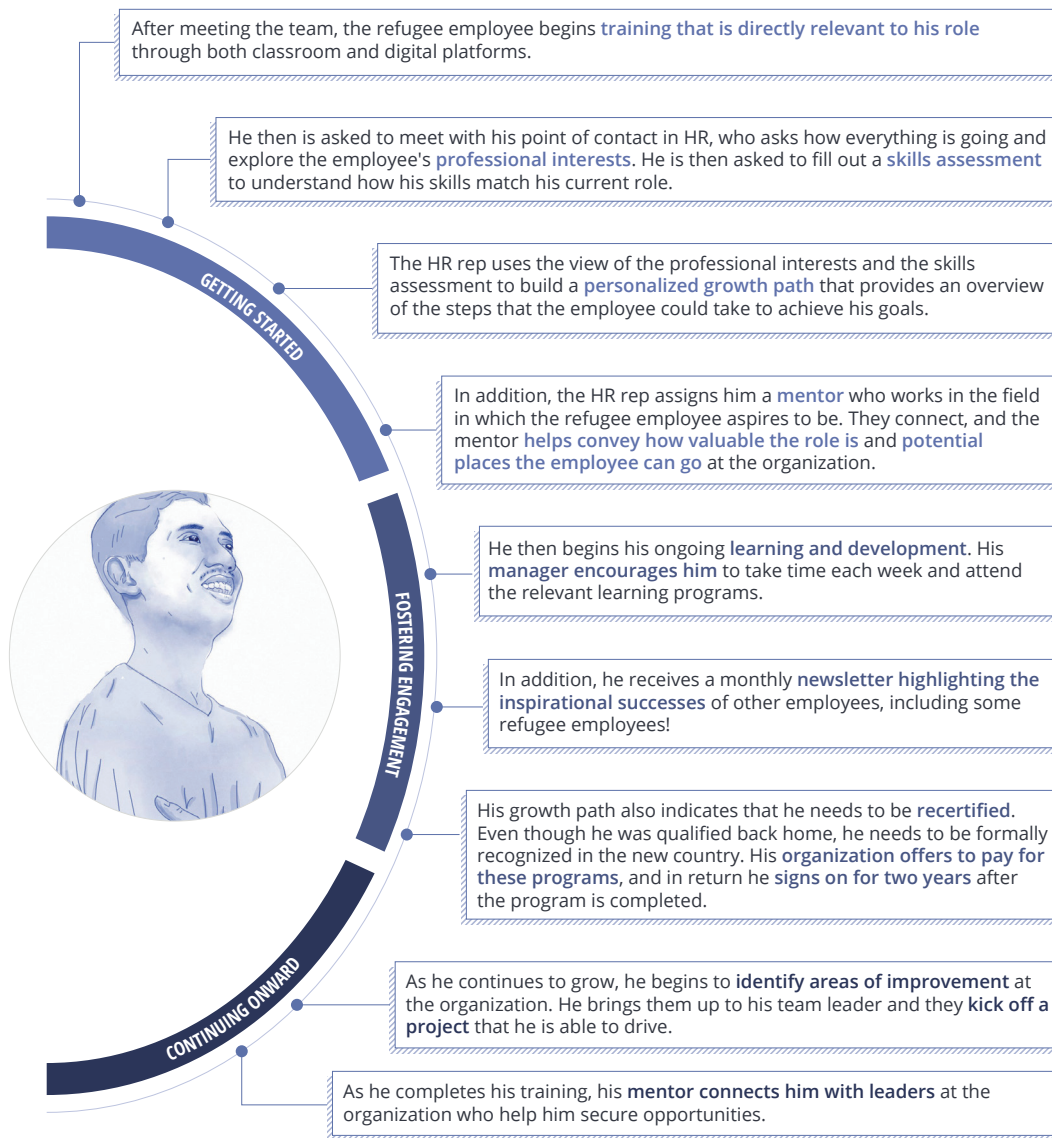 After meeting the team, the refugee employee begins training that is directly relevant to his role
through both classroom and digital platforms.
He then is asked to meet with his point of contact in HR, who asks how everything is going and
explore the employee's professional interests. He is then asked to fill out a skills assessment
to understand how his skills match his current role.
The HR rep uses the view of the professional interests and the skills
assessment to build a personalized growth path that provides an overview
of the steps that the employee could take to achieve his goals.
GETTING STARTED
In addition, the HR rep assigns him a mentor who works in the field
in which the refugee employee aspires to be. They connect, and the
mentor helps convey how valuable the role is and potential
places the employee can go at the organization.
He then begins his ongoing learning and development. His
manager encourages him to take time each week and attend
the relevant learning programs.
FOSTERING ENGAGEMENT
In addition, he receives a monthly newsletter highlighting the
inspirational successes of other employees, including some
refugee employees!
His growth path also indicates that he needs to be recertified.
Even though he was qualified back home, he needs to be formally
recognized in the new country. His organization offers to pay for
these programs, and in return he signs on for two years after
the program is completed.
As he continues to grow, he begins to identify areas of improvement at
the organization. He brings them up to his team leader and they kick off a
project that he is able to drive.
CONTINUING ONWARD
As he completes his training, his mentor connects him with leaders at the
organization who help him secure opportunities.